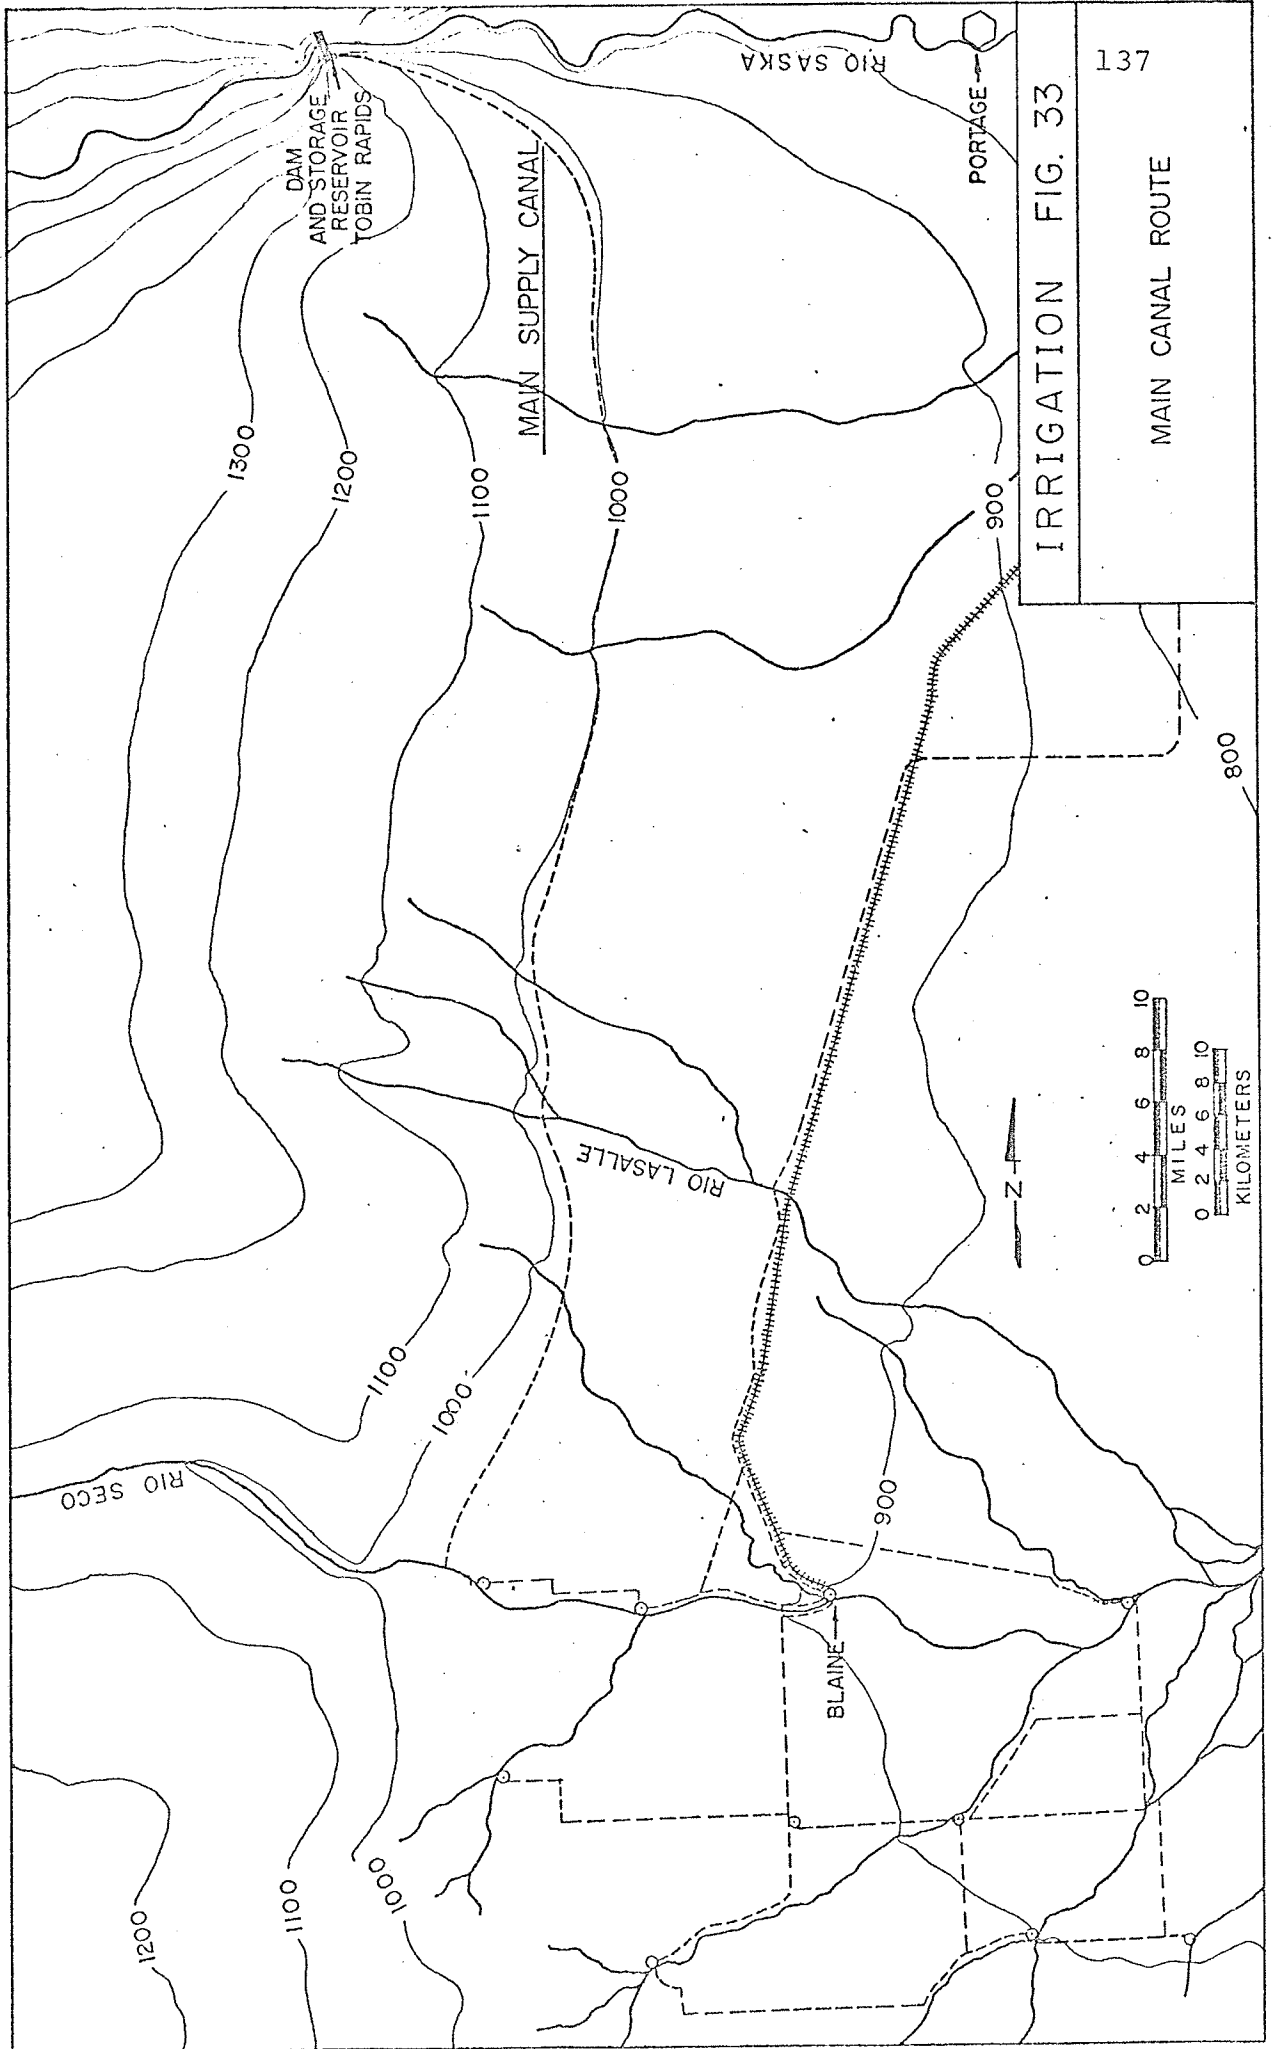 137
IRRIGATION FIG. 33
MAIN CANAL ROUTE
DAM
AND STORAGE
RESERVOIR
TOBIN RAPIDS
MAIN SUPPLY CANAL
RIO SASKA
PORTAGE
1300
1200
1100
1000
900
800
RIO LASALLE
N
0 2 4 6 8 10
MILES
0 2 4 6 8 10
KILOMETERS
1100
1000
900
RIO SECO
BLAINE
1200
1100
1000